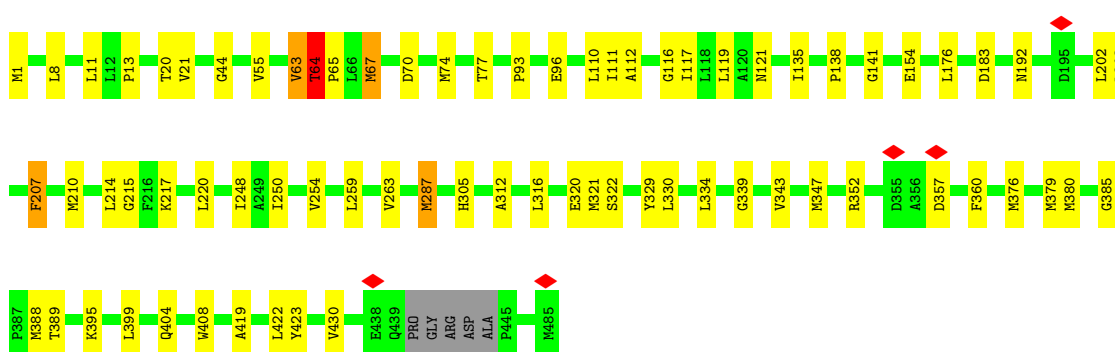 M1 L8 L11 L12 P13 T20 V21 G44 V55 V63 T64 P65 L66 M67 D70 M74 T77 P93 E96 L110 I111 A112 G116 I117 L118 L119 A120 N121 I135 P138 G141 E154 L176 D183 N192 D195 L202
F207 M210 L214 G215 F216 K217 L220 I248 A249 I250 V254 L259 V263 M287 H305 A312 L316 E320 M321 S322 Y329 L330 L334 G339 V343 M347 R352 D355 A356 D357 F360 M376 M379 M380 G385
P387 M388 T389 K395 L399 Q404 W408 A419 L422 Y423 V430 E438 Q439 PRO GLY ARG ASP ALA P445 M485